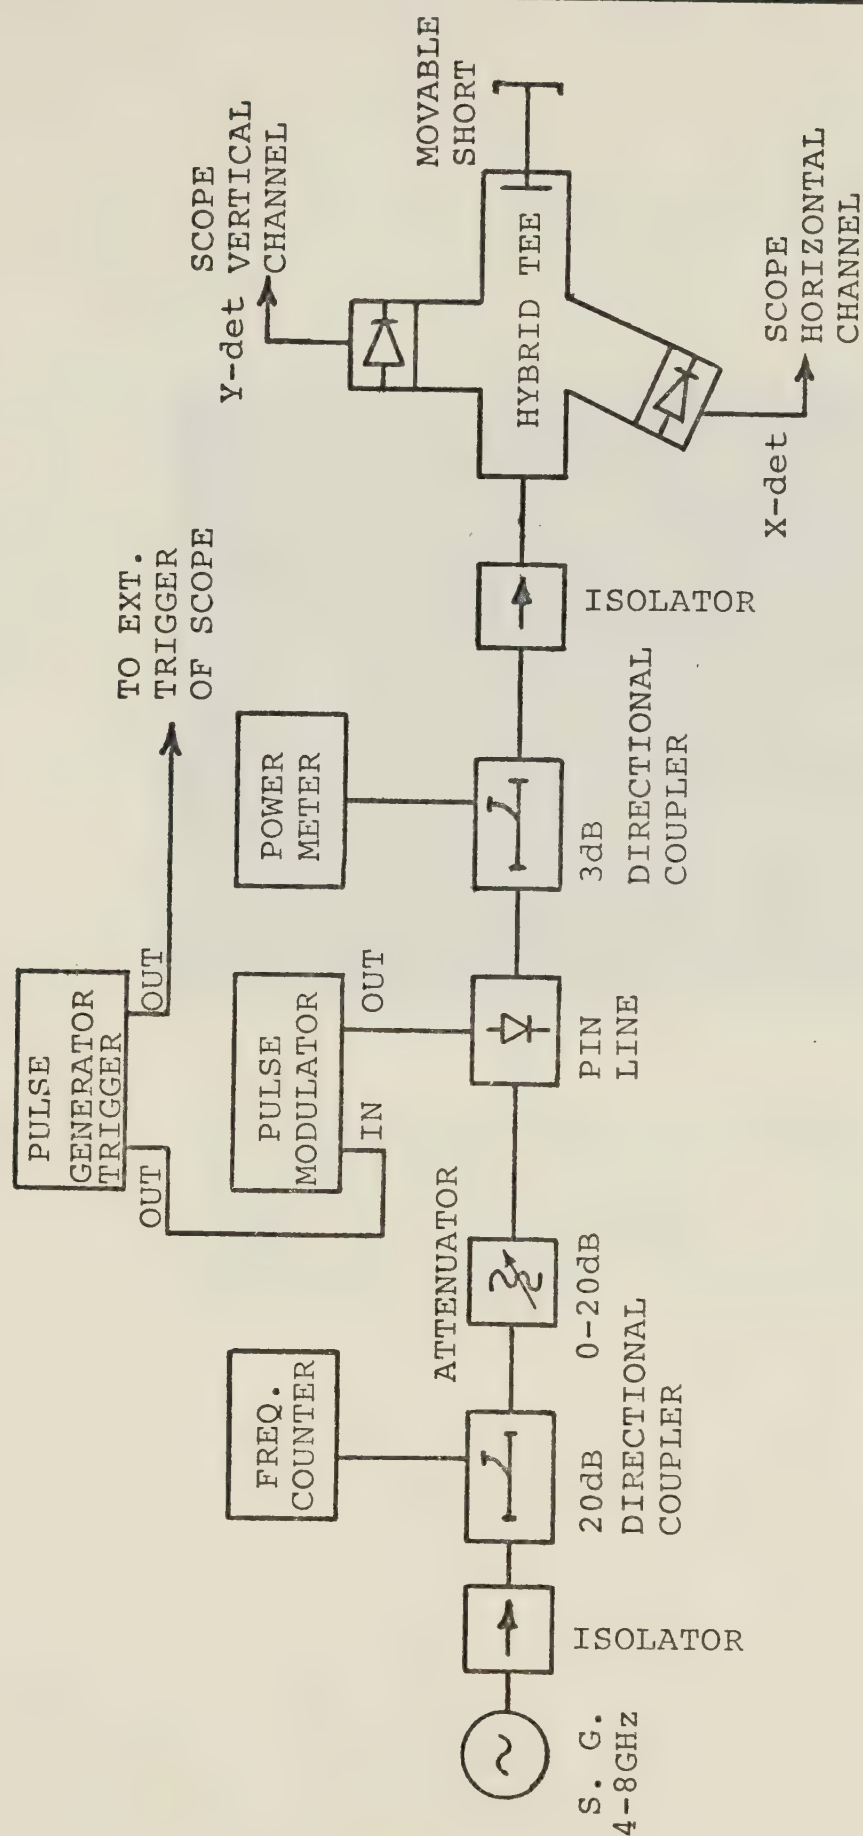 PULSE
GENERATOR
TRIGGER
OUT
OUT
TO EXT.
TRIGGER
OF SCOPE
SCOPE
Y-det VERTICAL
CHANNEL
FREQ.
COUNTER
PULSE
MODULATOR
IN
OUT
POWER
METER
MOVABLE
SHORT
ATTENUATOR
HYBRID TEE
S. G.
4-8GHz
ISOLATOR
20dB
DIRECTIONAL
COUPLER
0-20dB
PIN
LINE
3dB
DIRECTIONAL
COUPLER
ISOLATOR
X-det
SCOPE
HORIZONTAL
CHANNEL